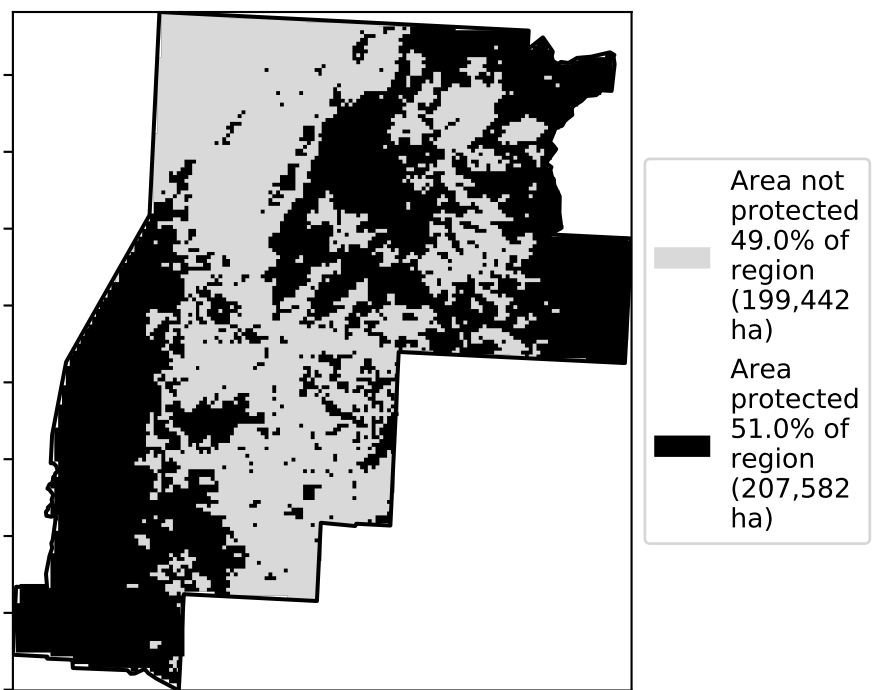 Area not
protected
49.0% of
region
(199,442
ha)
Area
protected
51.0% of
region
(207,582
ha)